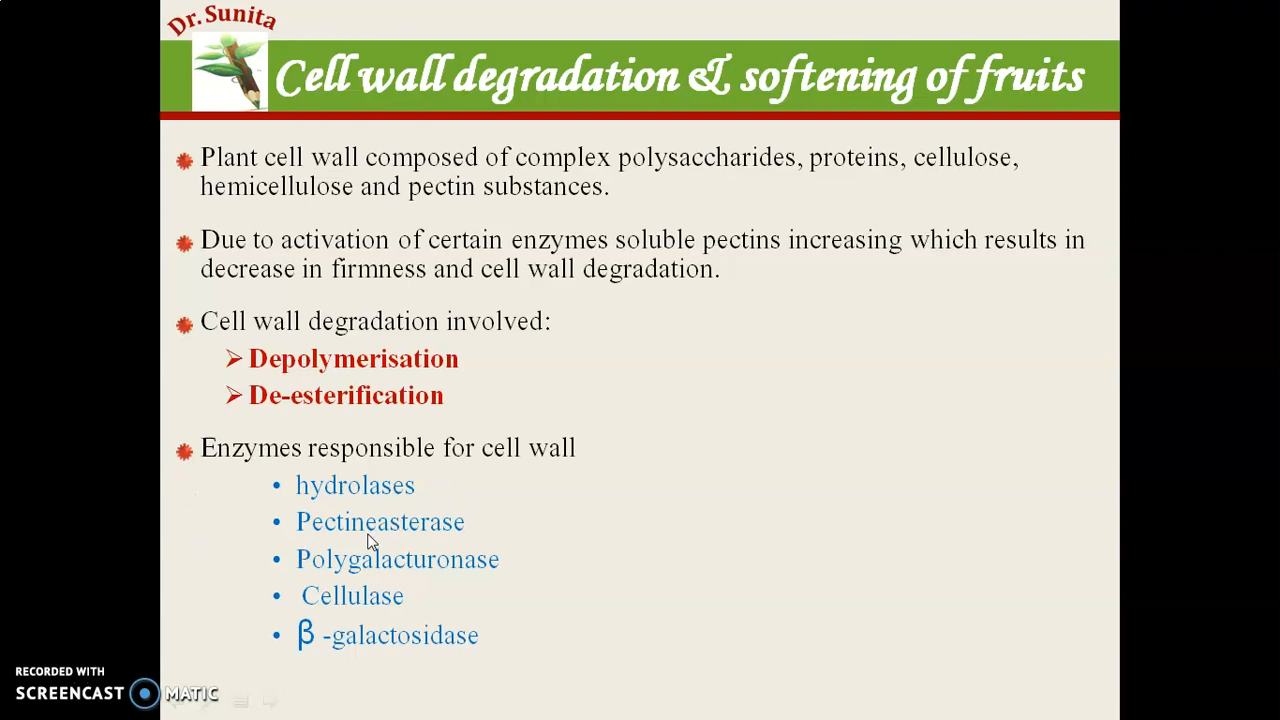 Dr. Sunita
Cell wall degradation & softening of fruits
Plant cell wall composed of complex polysaccharides, proteins, cellulose,
hemicellulose and pectin substances.
Due to activation of certain enzymes soluble pectins increasing which results in
decrease in firmness and cell wall degradation.
Cell wall degradation involved:
Depolymerisation
De-esterification
Enzymes responsible for cell wall
• hydrolases
• Pectineasterase
• Polygalacturonase
• Cellulase
• β -galactosidase
RECORDED WITH
SCREENCAST MATIC